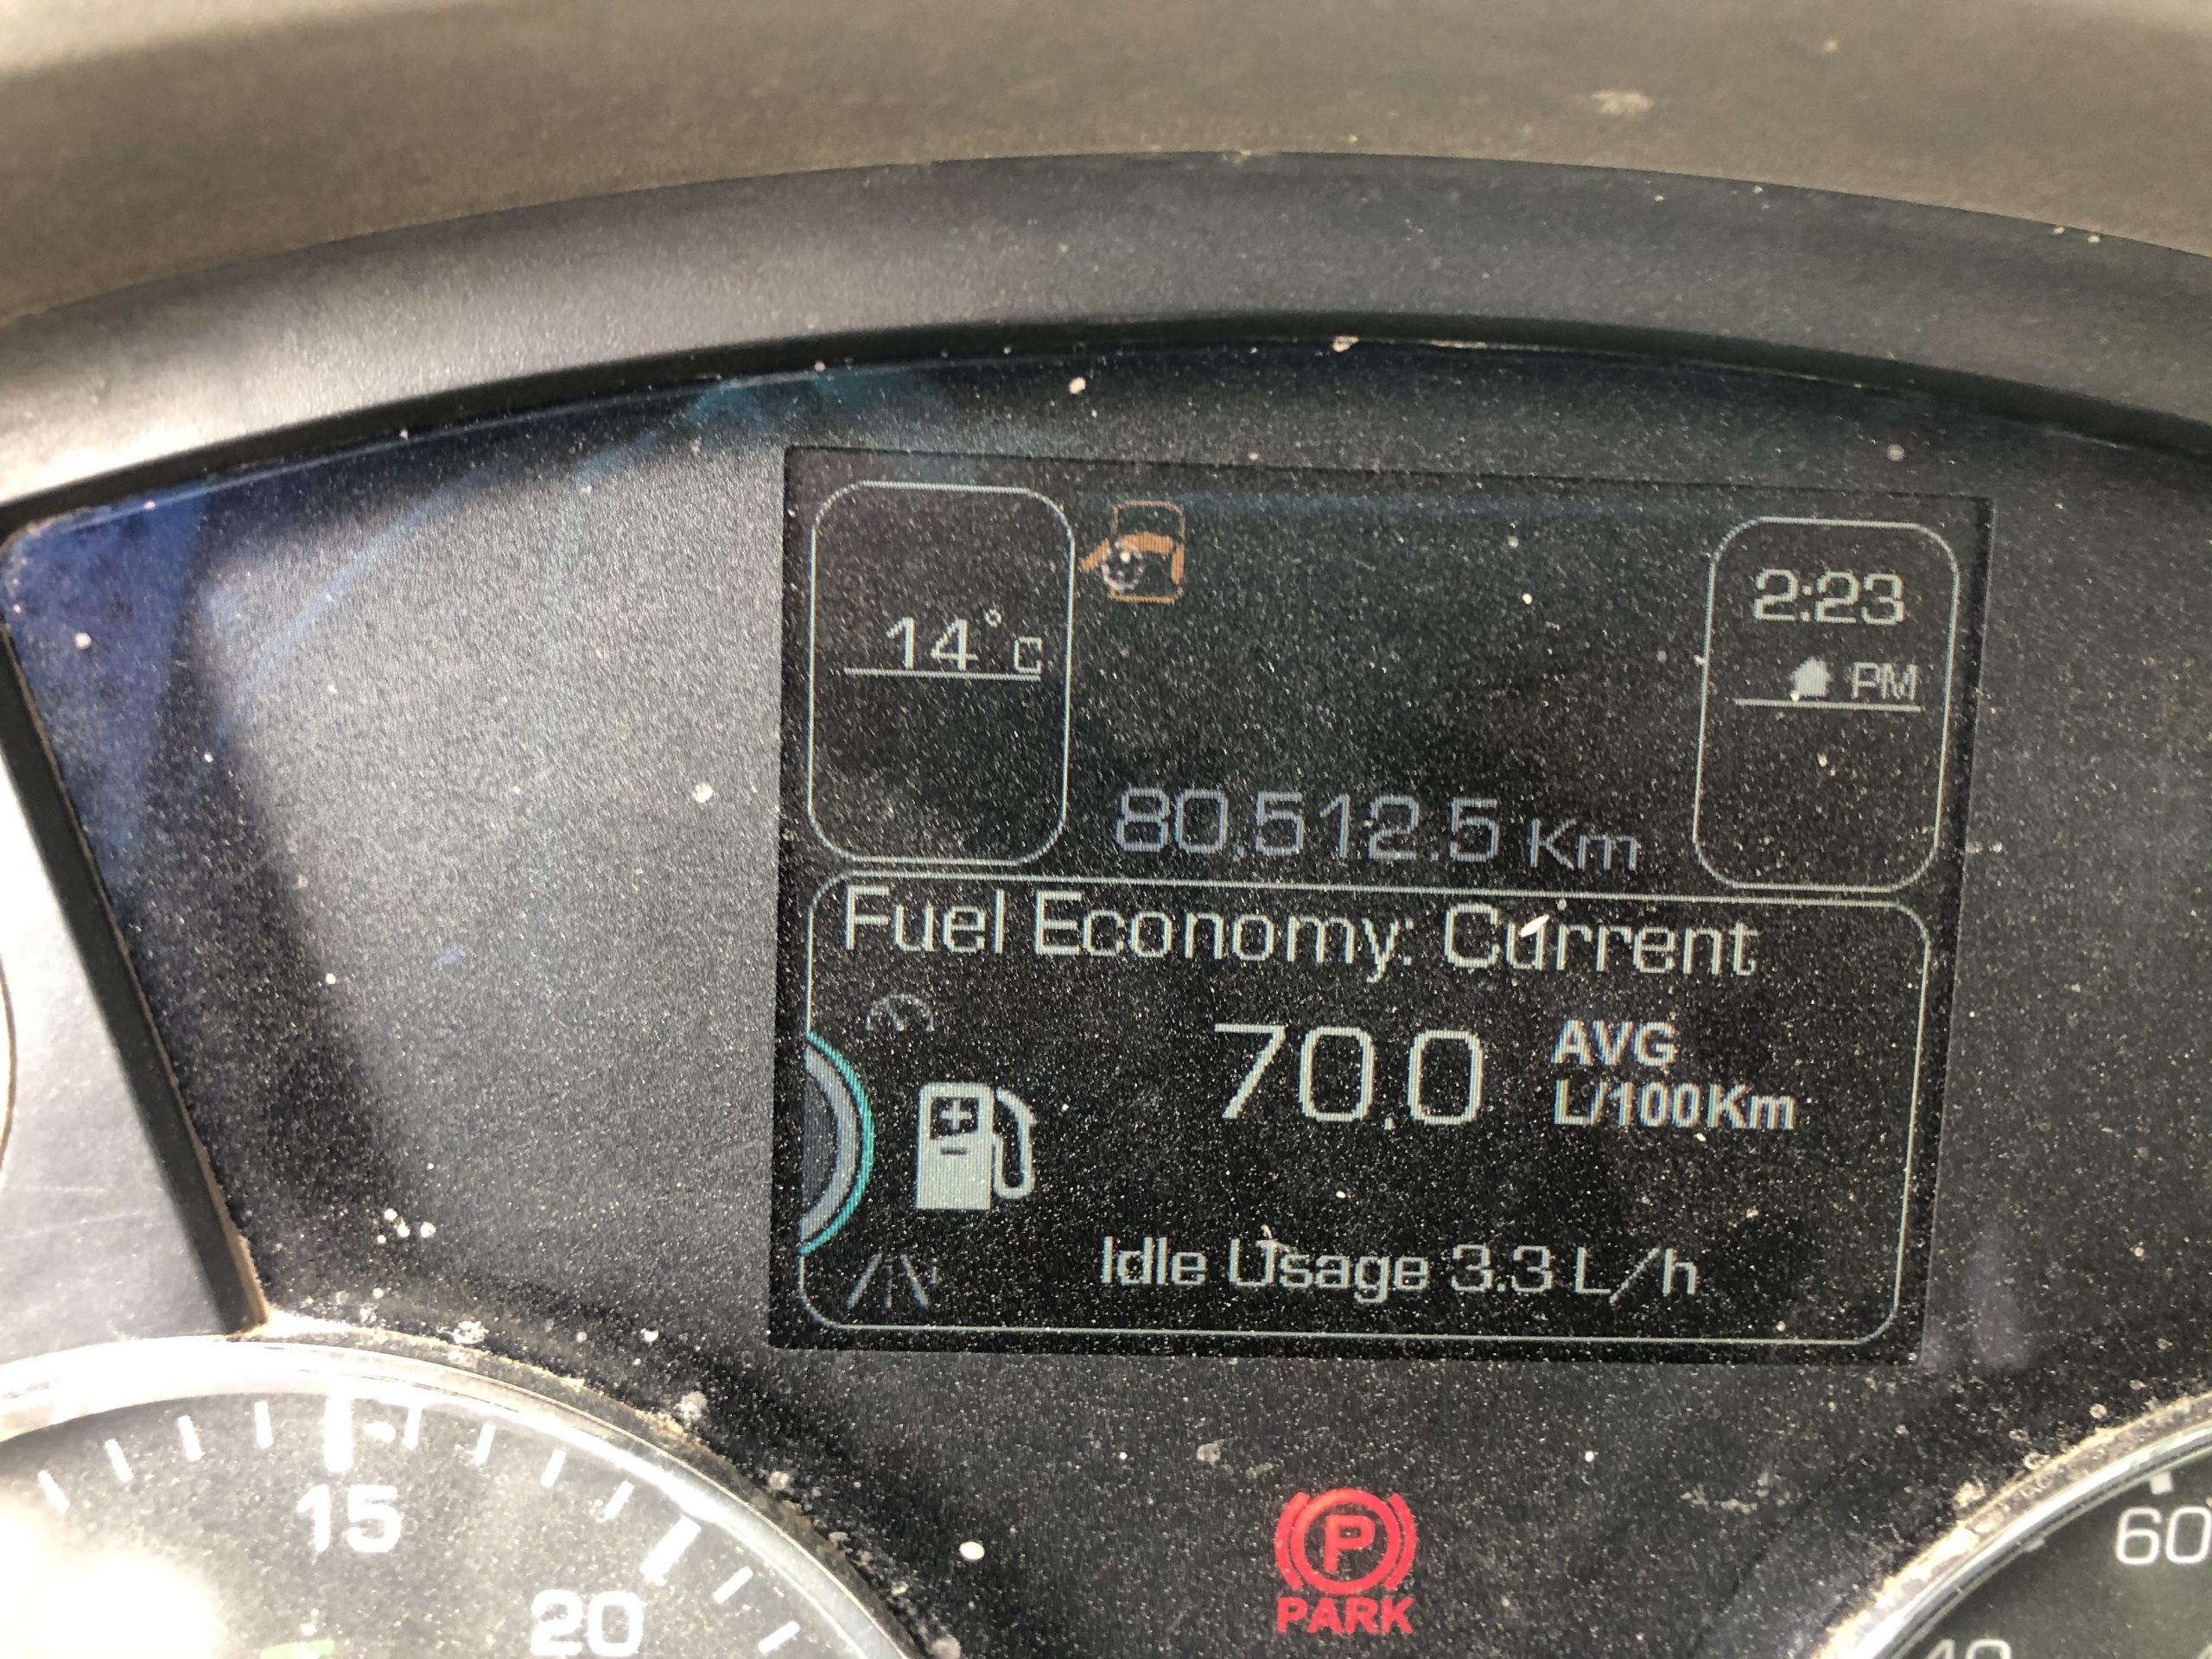 14°C
2:23
PM
80,512.5 Km
Fuel Economy: Current
70.0 AVG
L/100Km
Idle Usage 3.3 L/h
15
20
P
PARK
60
40